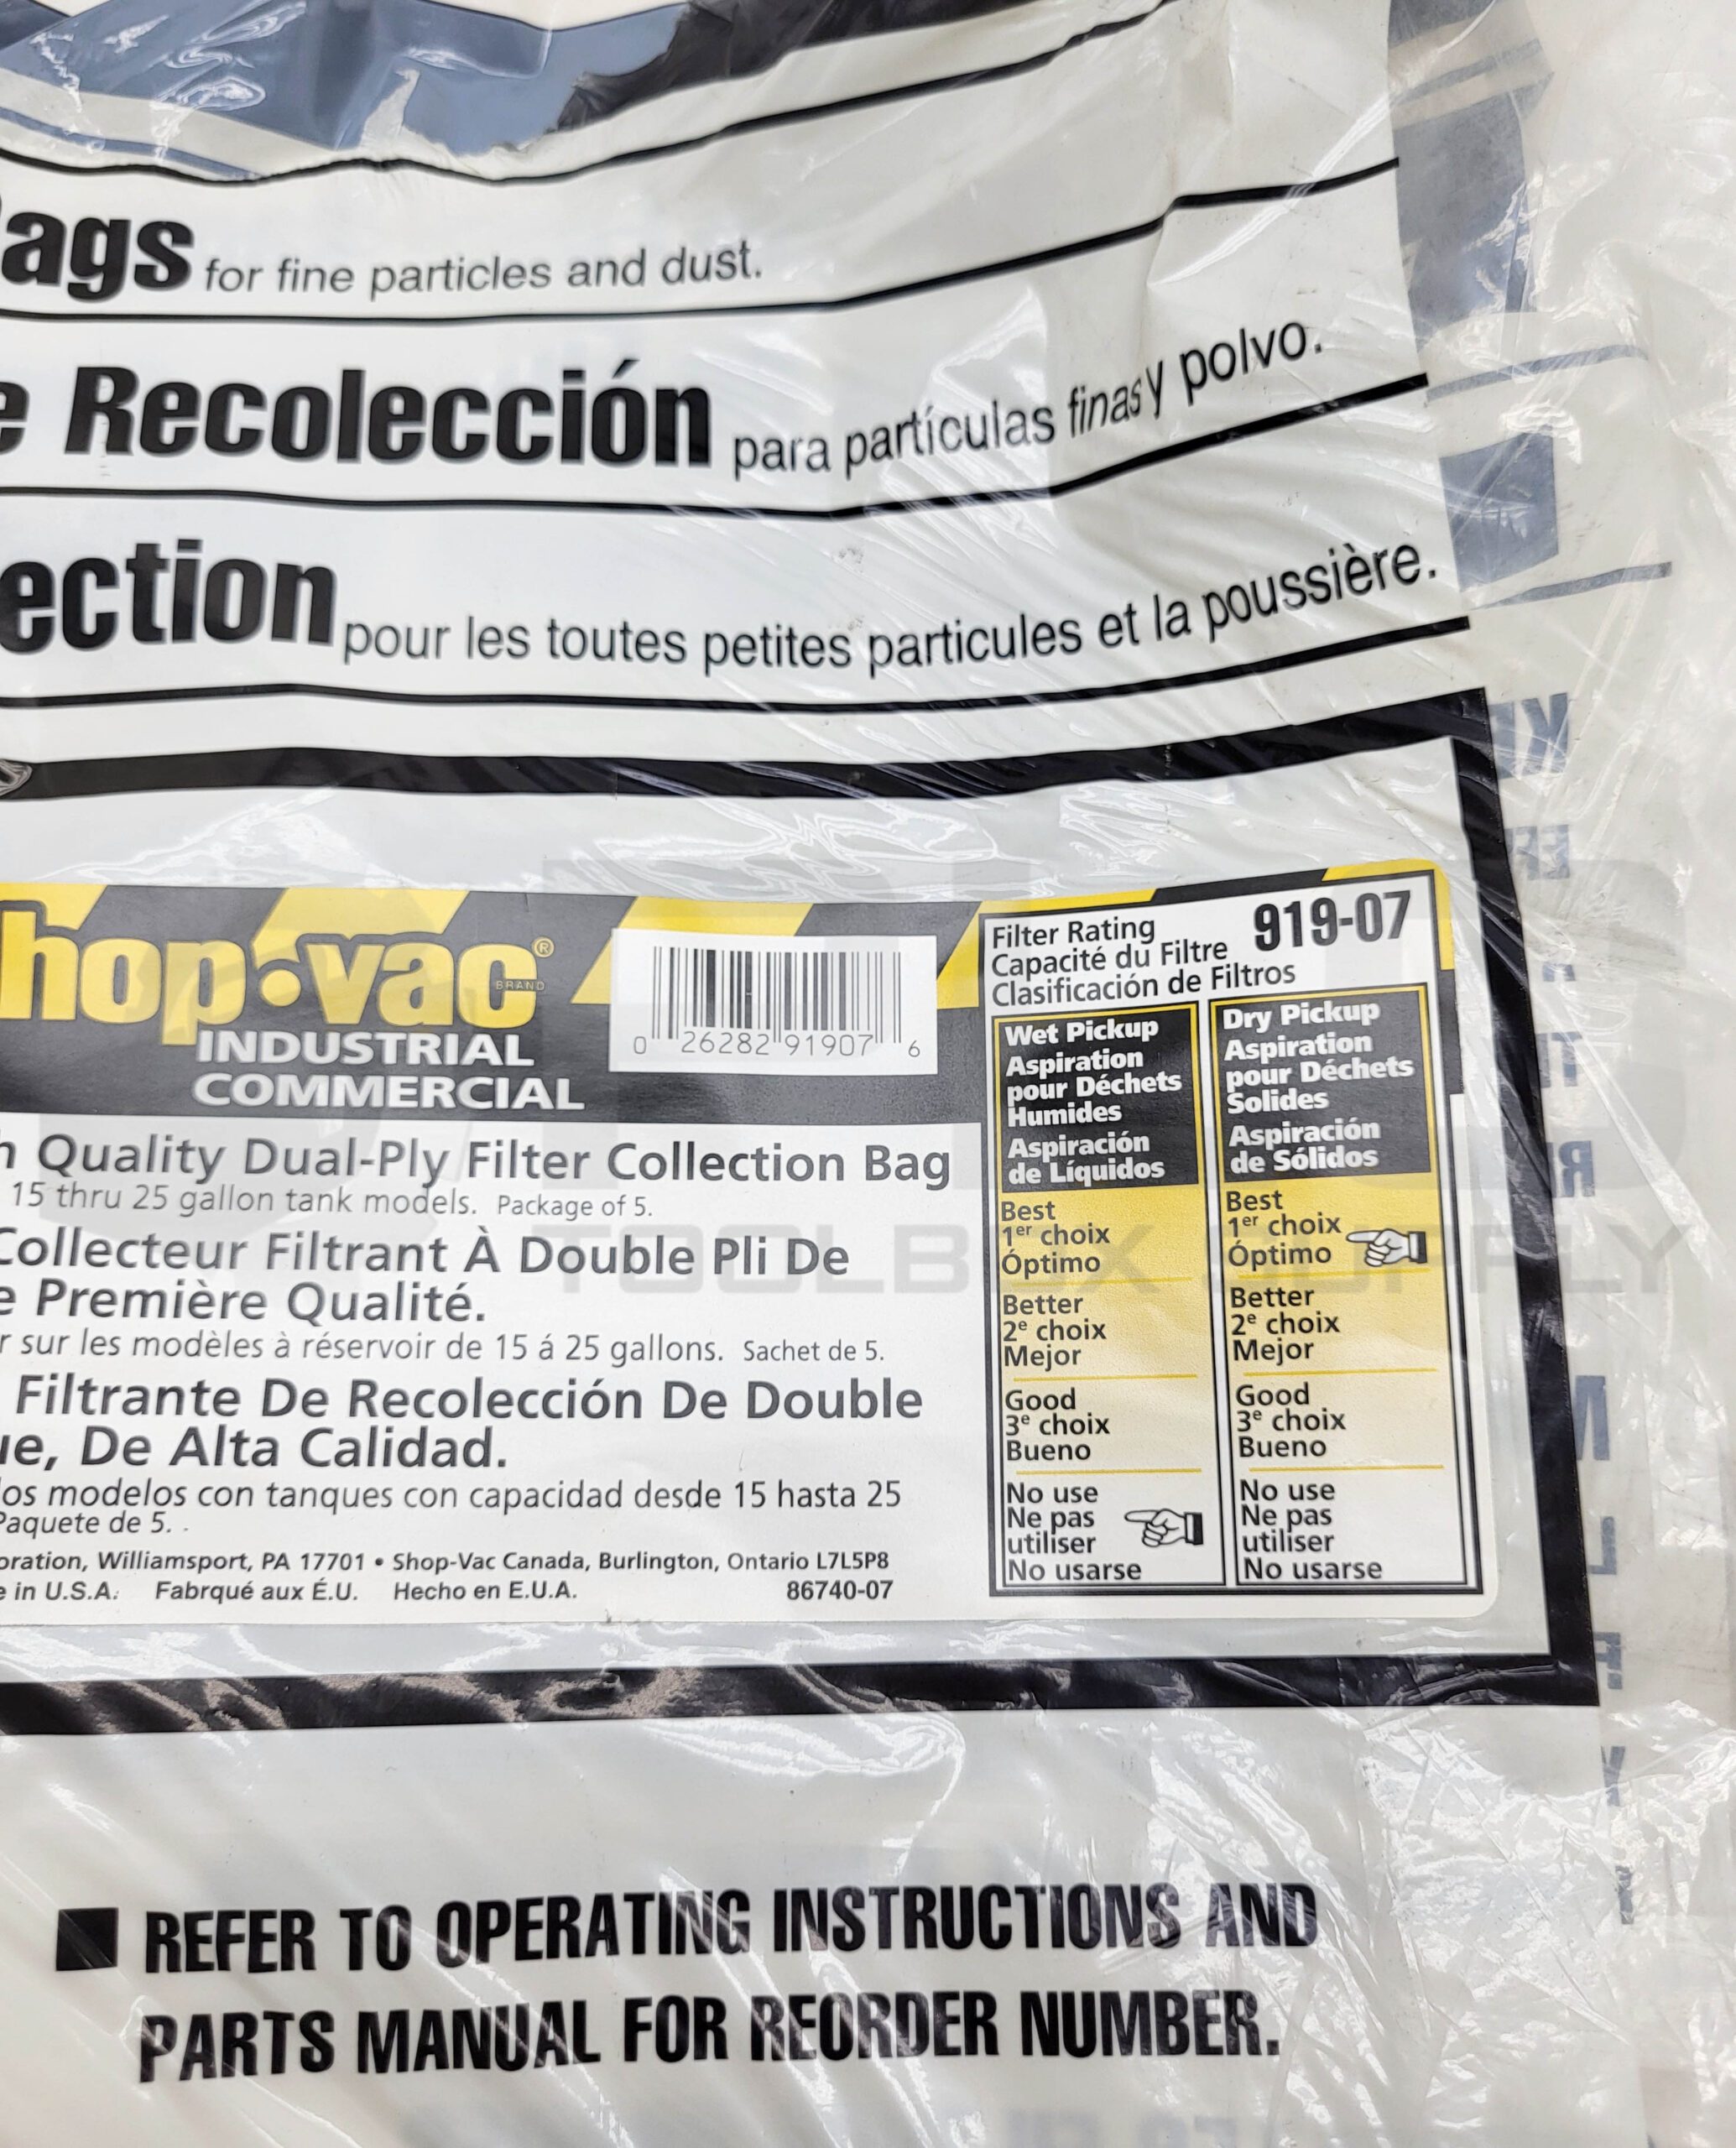 ags for fine particles and dust.
e Recolección para partículas finas y polvo.
ection pour les toutes petites particules et la poussière.
hop•vac®
BRAND
INDUSTRIAL
COMMERCIAL
0 26282 91907 6
h Quality Dual-Ply Filter Collection Bag
15 thru 25 gallon tank models. Package of 5.
Collecteur Filtrant À Double Pli De
e Première Qualité.
r sur les modèles à réservoir de 15 á 25 gallons. Sachet de 5.
Filtrante De Recolección De Double
ue, De Alta Calidad.
los modelos con tanques con capacidad desde 15 hasta 25
Paquete de 5.
oration, Williamsport, PA 17701 • Shop-Vac Canada, Burlington, Ontario L7L5P8
e in U.S.A. Fabrqué aux É.U. Hecho en E.U.A. 86740-07
Filter Rating
919-07
Capacité du Filtre
Clasificación de Filtros
Wet Pickup
Aspiration
pour Déchets
Humides
Aspiración
de Líquidos
Best
1er choix
Óptimo
Better
2e choix
Mejor
Good
3e choix
Bueno
No use
Ne pas
utiliser
No usarse
Dry Pickup
Aspiration
pour Déchets
Solides
Aspiración
de Sólidos
Best
1er choix
Óptimo
Better
2e choix
Mejor
Good
3e choix
Bueno
No use
Ne pas
utiliser
No usarse
TOOLBOX SUPPLY
■ REFER TO OPERATING INSTRUCTIONS AND
PARTS MANUAL FOR REORDER NUMBER.